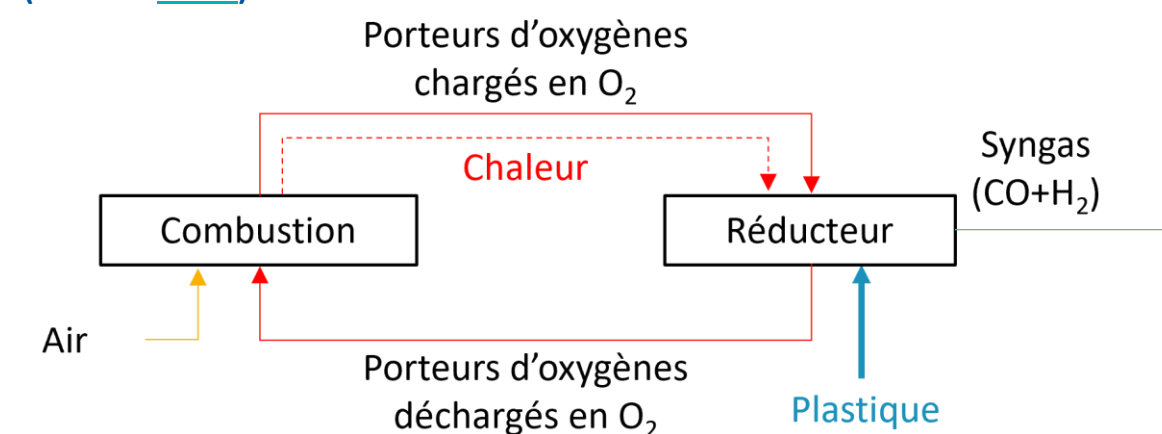 Porteurs d'oxygènes
chargés en O₂
Chaleur
Syngas
(CO+H₂)
Combustion
Réducteur
Air
Porteurs d'oxygènes
déchargés en O₂
Plastique